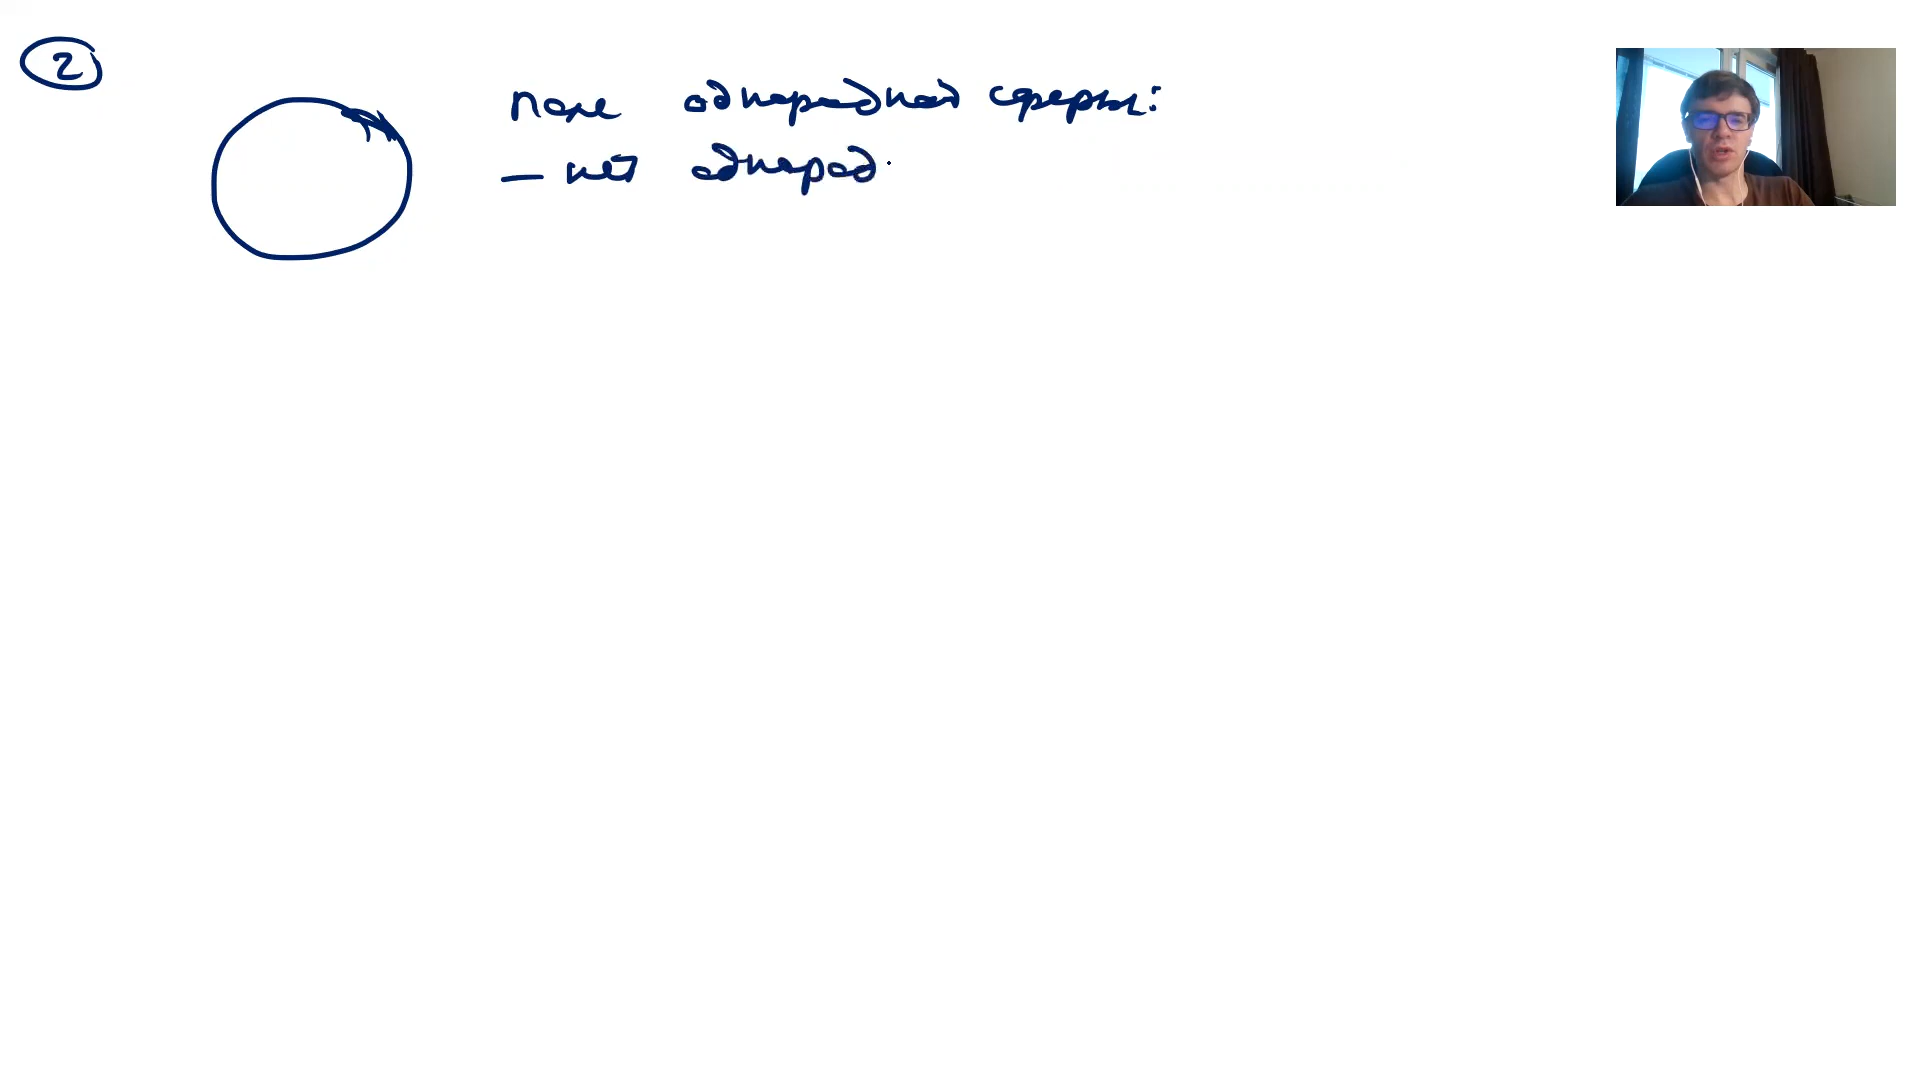 2
поле однородной сферы:
— нет однород